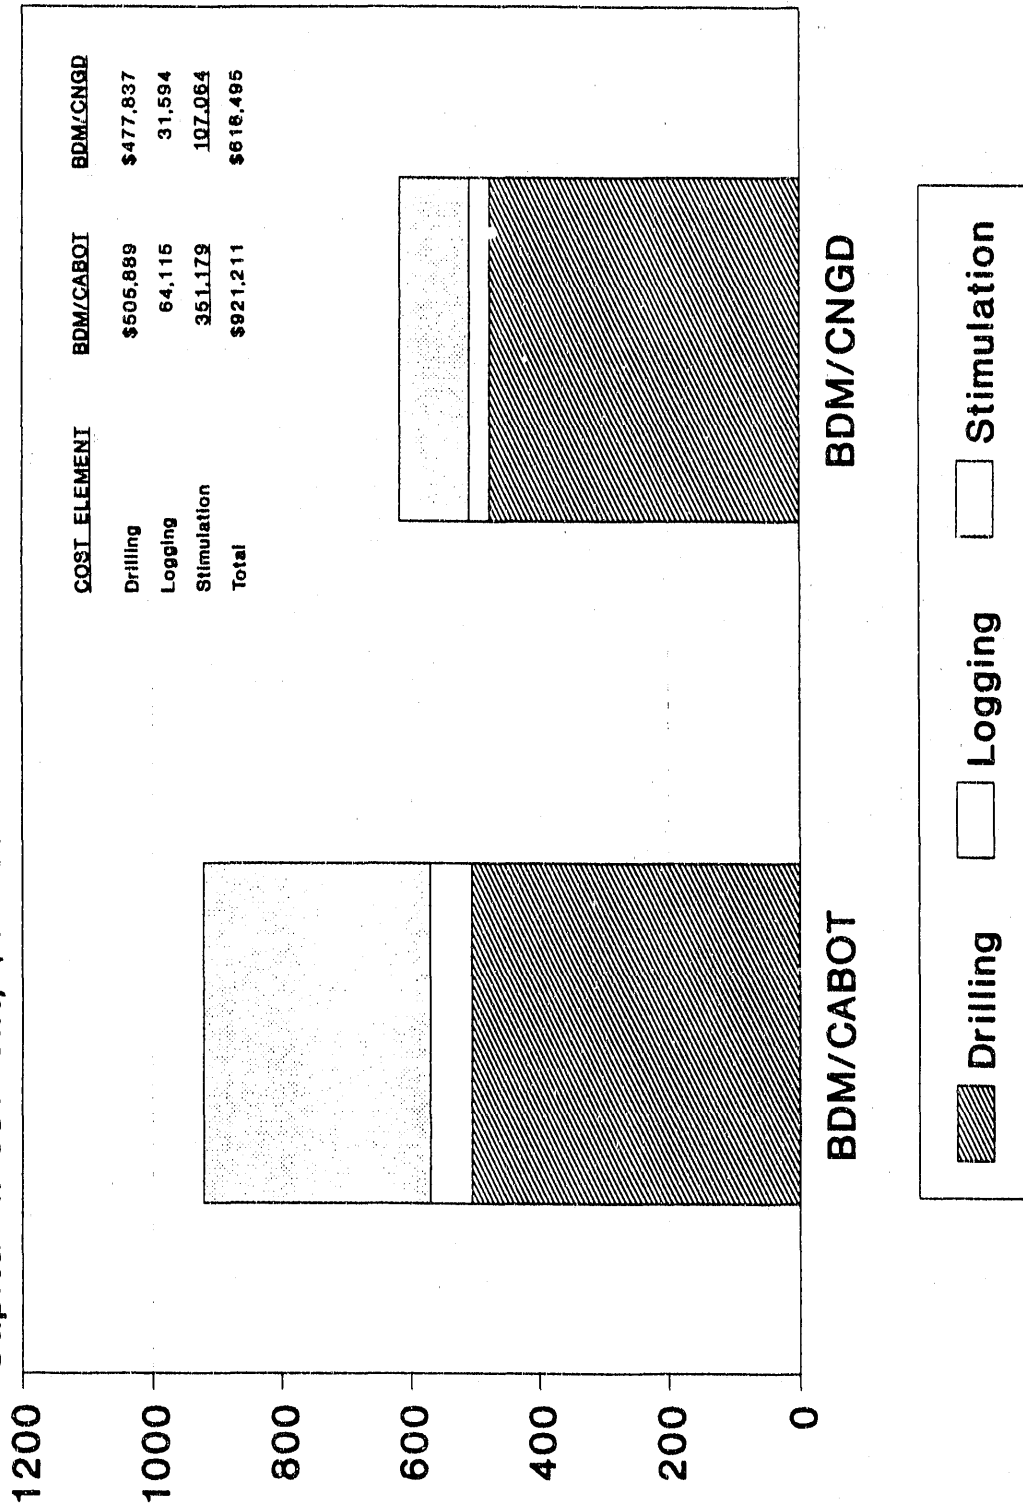 1200
1000
800
600
400
200
0
COST ELEMENT BDM/CABOT BDM/CNGD
Drilling $505,889 $477,837
Logging 64,115 31,594
Stimulation 351,179 107,064
Total $921,211 $616,495
BDM/CABOT BDM/CNGD
Drilling Logging Stimulation